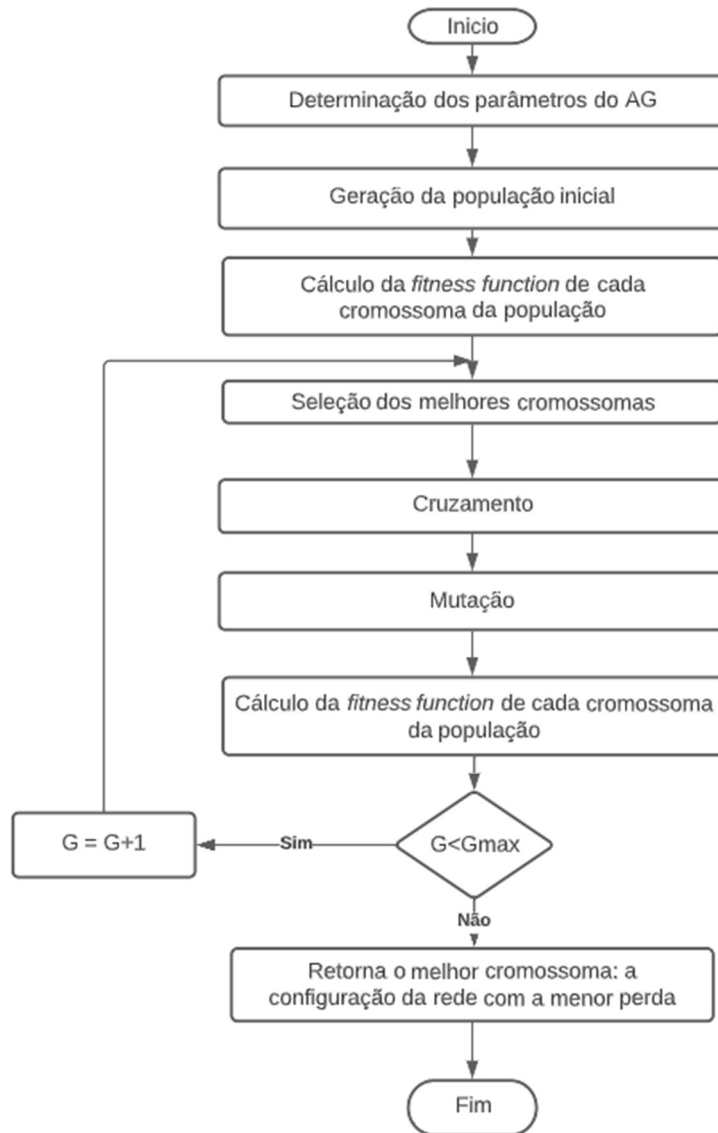 Inicio
Determinação dos parâmetros do AG
Geração da população inicial
Cálculo da fitness function de cada
cromossoma da população
Seleção dos melhores cromossomas
Cruzamento
Mutação
Cálculo da fitness function de cada cromossoma
da população
G<Gmax
Sim
G = G+1
Não
Retorna o melhor cromossoma: a
configuração da rede com a menor perda
Fim